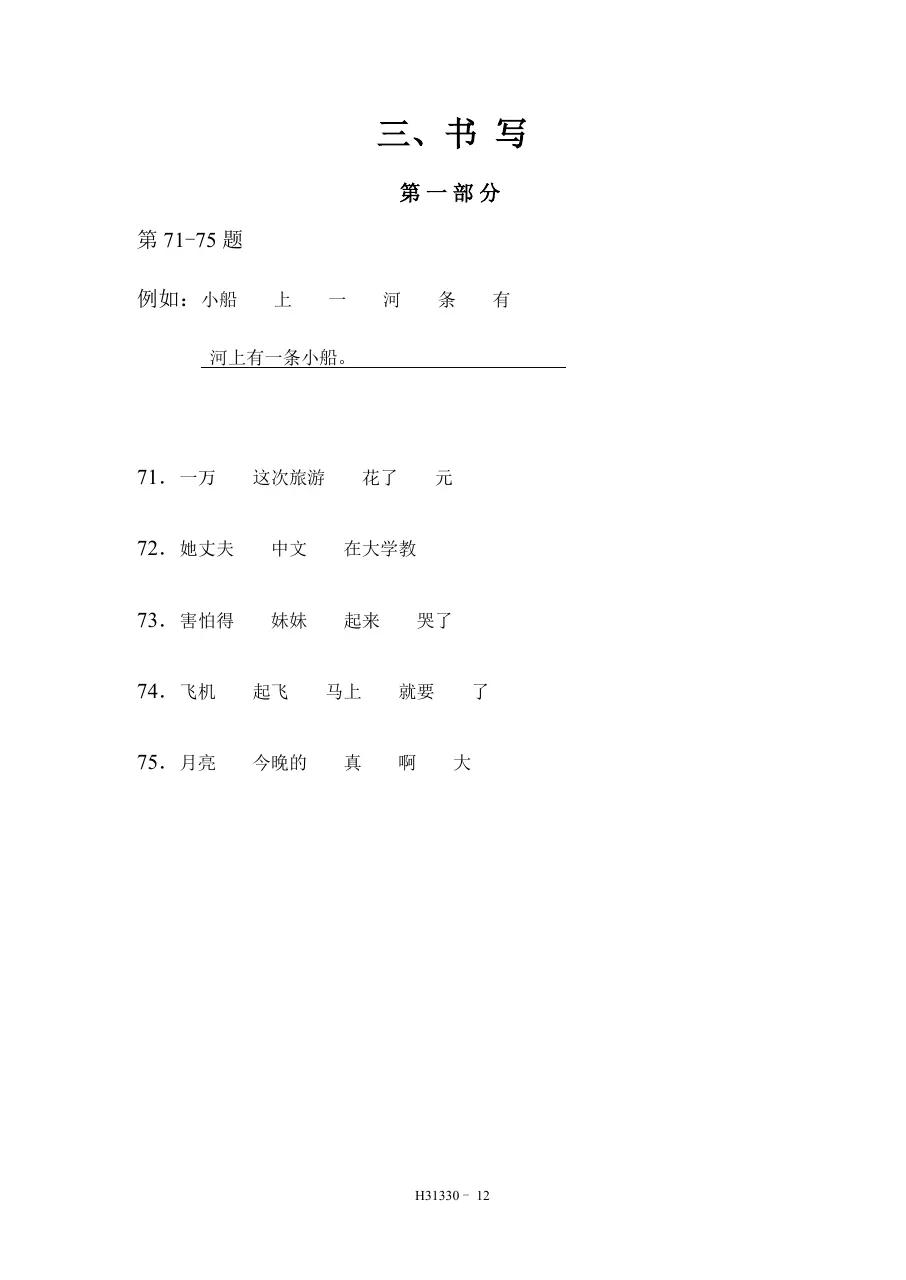 三、书 写
第一部分
第 71-75 题
例如：小船 上 一 河 条 有
河上有一条小船。
71．一万 这次旅游 花了 元
72．她丈夫 中文 在大学教
73．害怕得 妹妹 起来 哭了
74．飞机 起飞 马上 就要 了
75．月亮 今晚的 真 啊 大
H31330 - 12